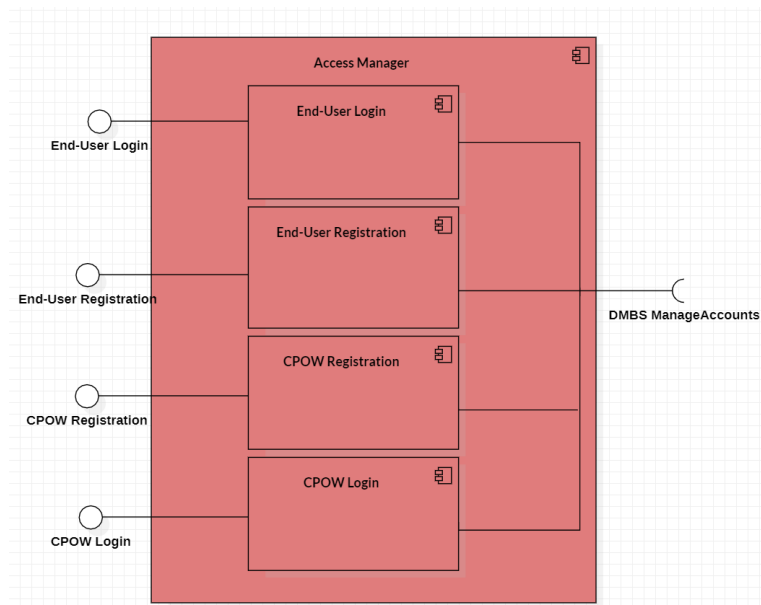 Access Manager
End-User Login
End-User Login
End-User Registration
End-User Registration
DMBS ManageAccounts
CPOW Registration
CPOW Registration
CPOW Login
CPOW Login